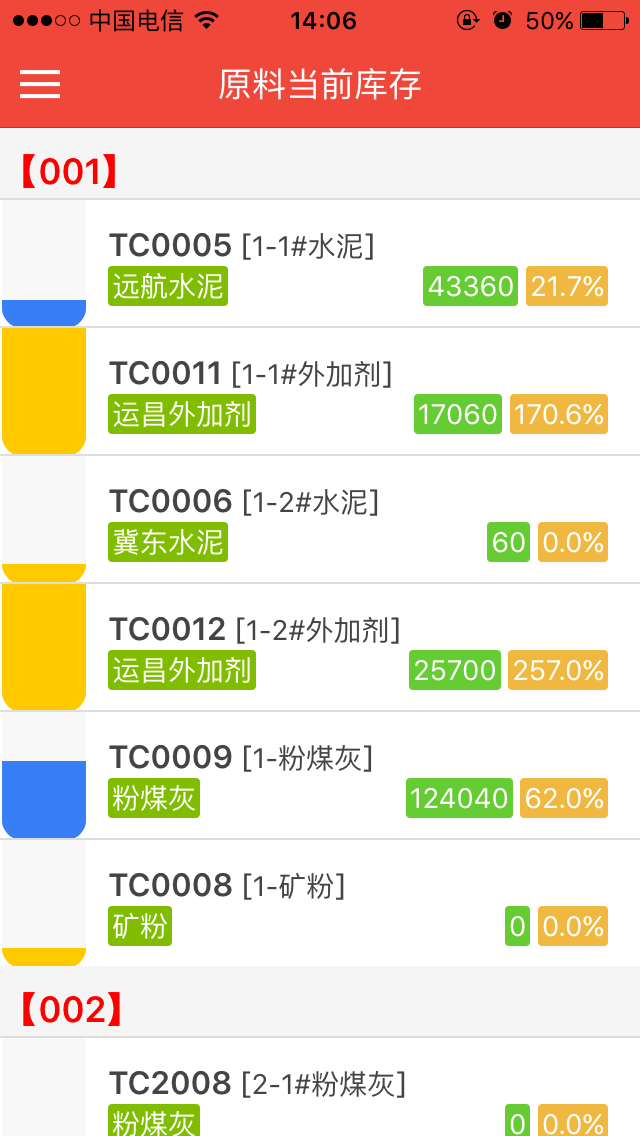 中国电信 14:06 50%
原料当前库存
【001】
TC0005 [1-1#水泥]
远航水泥 43360 21.7%
TC0011 [1-1#外加剂]
运昌外加剂 17060 170.6%
TC0006 [1-2#水泥]
冀东水泥 60 0.0%
TC0012 [1-2#外加剂]
运昌外加剂 25700 257.0%
TC0009 [1-粉煤灰]
粉煤灰 124040 62.0%
TC0008 [1-矿粉]
矿粉 0 0.0%
【002】
TC2008 [2-1#粉煤灰]
粉煤灰 0 0.0%